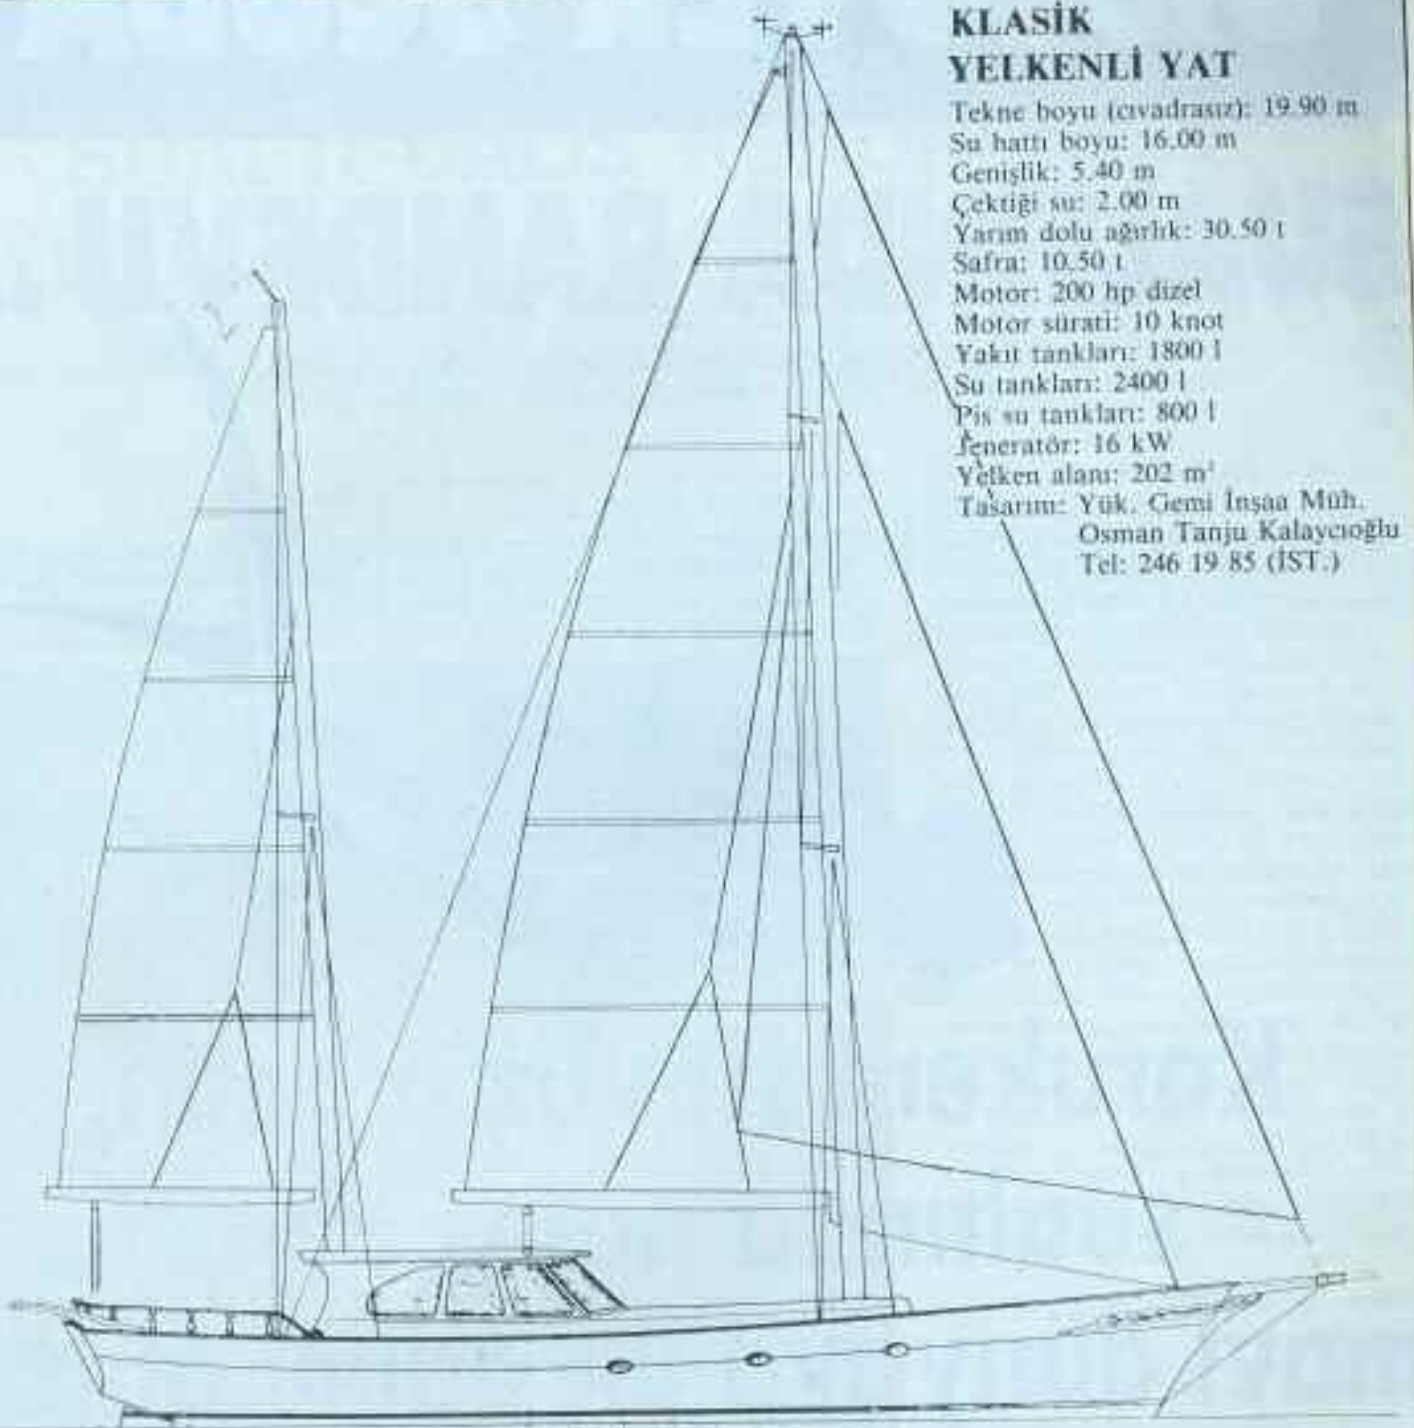 KLASİK
YELKENLİ YAT
Tekne boyu (cıvadrasız): 19.90 m
Su hattı boyu: 16.00 m
Genişlik: 5.40 m
Çektiği su: 2.00 m
Yarım dolu ağırlık: 30.50 t
Safra: 10.50 t
Motor: 200 hp dizel
Motor sürati: 10 knot
Yakıt tankları: 1800 l
Su tankları: 2400 l
Pis su tankları: 800 l
Jeneratör: 16 kW
Yelken alanı: 202 m²
Tasarım: Yük. Gemi İnşaa Müh.
Osman Tanju Kalaycıoğlu
Tel: 246 19 85 (İST.)